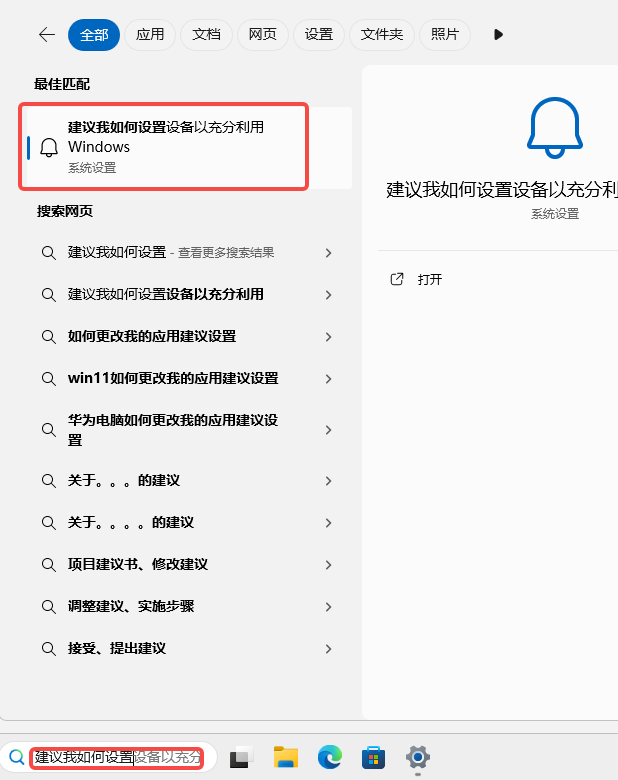 全部 应用 文档 网页 设置 文件夹 照片
最佳匹配
建议我如何设置设备以充分利用
Windows
系统设置
搜索网页
建议我如何设置 - 查看更多搜索结果
建议我如何设置设备以充分利用
如何更改我的应用建议设置
win11如何更改我的应用建议设置
华为电脑如何更改我的应用建议设
置
关于。。。的建议
关于。。。。的建议
项目建议书、修改建议
调整建议、实施步骤
接受、提出建议
建议我如何设置设备以充分利
系统设置
打开
建议我如何设置设备以充分